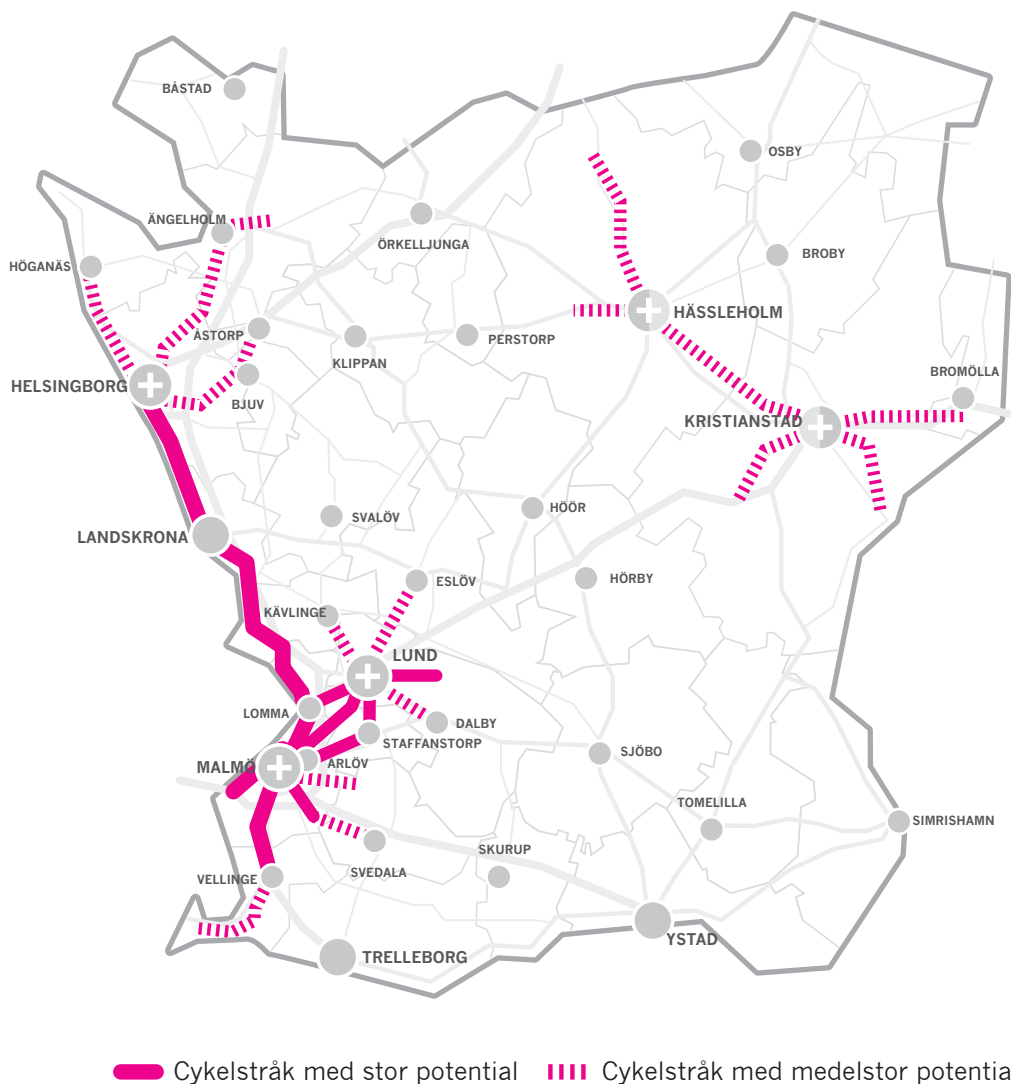 BÅSTAD
OSBY
ÄNGELHOLM
ÖRKELLJUNGA
BROBY
HÖGANÄS
HÄSSLEHOLM
ÅSTORP
KLIPPAN
PERSTORP
HELSINGBORG
BJUV
BROMÖLLA
KRISTIANSTAD
HÖÖR
SVALÖV
LANDSKRONA
ESLÖV
HÖRBY
KÄVLINGE
LUND
LOMMA
DALBY
STAFFANSTORP
SJÖBO
MALMÖ
ARLÖV
TOMELILLA
SIMRISHAMN
SKURUP
SVEDALA
VELLINGE
YSTAD
TRELLEBORG
Cykelstråk med stor potential
Cykelstråk med medelstor potentia